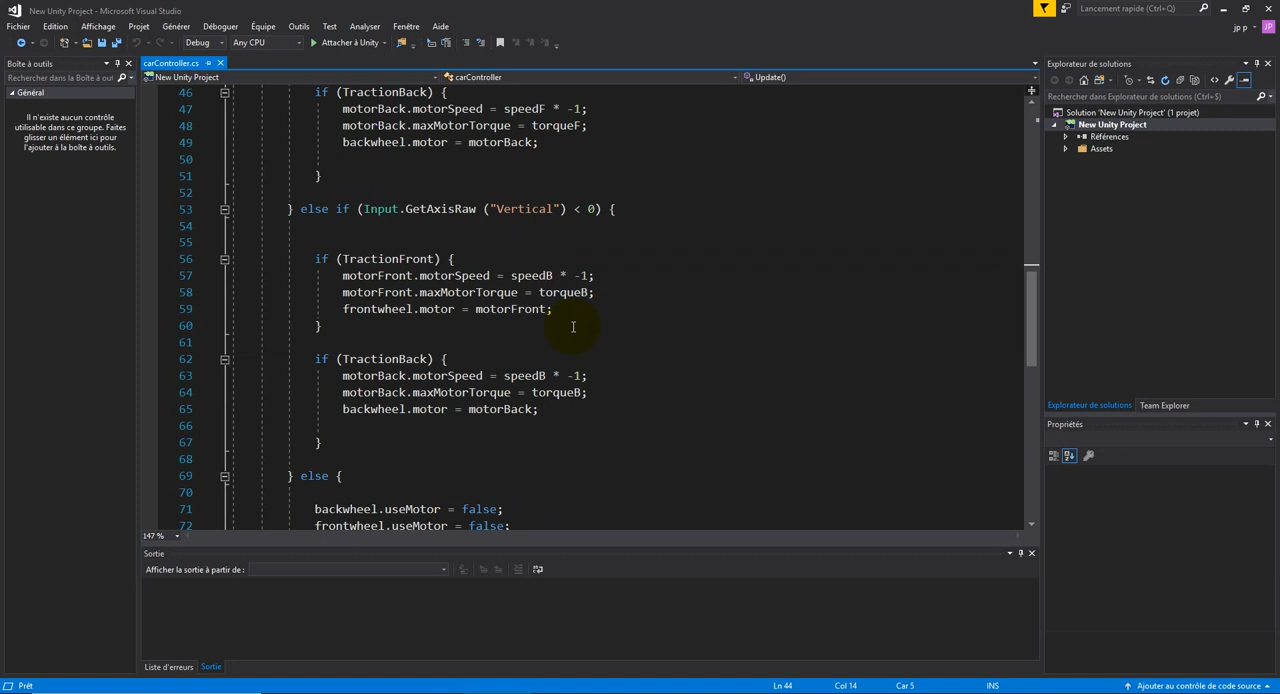 New Unity Project - Microsoft Visual Studio
Lancement rapide (Ctrl+Q)
Fichier Edition Affichage Projet Générer Déboguer Équipe Outils Test Analyser Fenêtre Aide
jp p
JP
Debug Any CPU Attacher à Unity
Boîte à outils
carController.cs
Explorateur de solutions
Rechercher dans la Boîte à outi
New Unity Project carController Update()
Général
Il n'existe aucun contrôle
utilisable dans ce groupe. Faites
glisser un élément ici pour
l'ajouter à la boîte à outils.
46 if (TractionBack) {
47 motorBack.motorSpeed = speedF * -1;
48 motorBack.maxMotorTorque = torqueF;
49 backwheel.motor = motorBack;
50
51 }
52
53 } else if (Input.GetAxisRaw ("Vertical") < 0) {
54
55
56 if (TractionFront) {
57 motorFront.motorSpeed = speedB * -1;
58 motorFront.maxMotorTorque = torqueB;
59 frontwheel.motor = motorFront;
60 }
61
62 if (TractionBack) {
63 motorBack.motorSpeed = speedB * -1;
64 motorBack.maxMotorTorque = torqueB;
65 backwheel.motor = motorBack;
66
67 }
68
69 } else {
70
71 backwheel.useMotor = false;
72 frontwheel.useMotor = false;
147 %
Rechercher dans Explorateur de solutions (Ctrl+$)
Solution 'New Unity Project' (1 projet)
New Unity Project
Références
Assets
Explorateur de solutions Team Explorer
Propriétés
Sortie
Afficher la sortie à partir de :
Liste d'erreurs Sortie
Prêt Ln 44 Col 14 Car 5 INS Ajouter au contrôle de code source